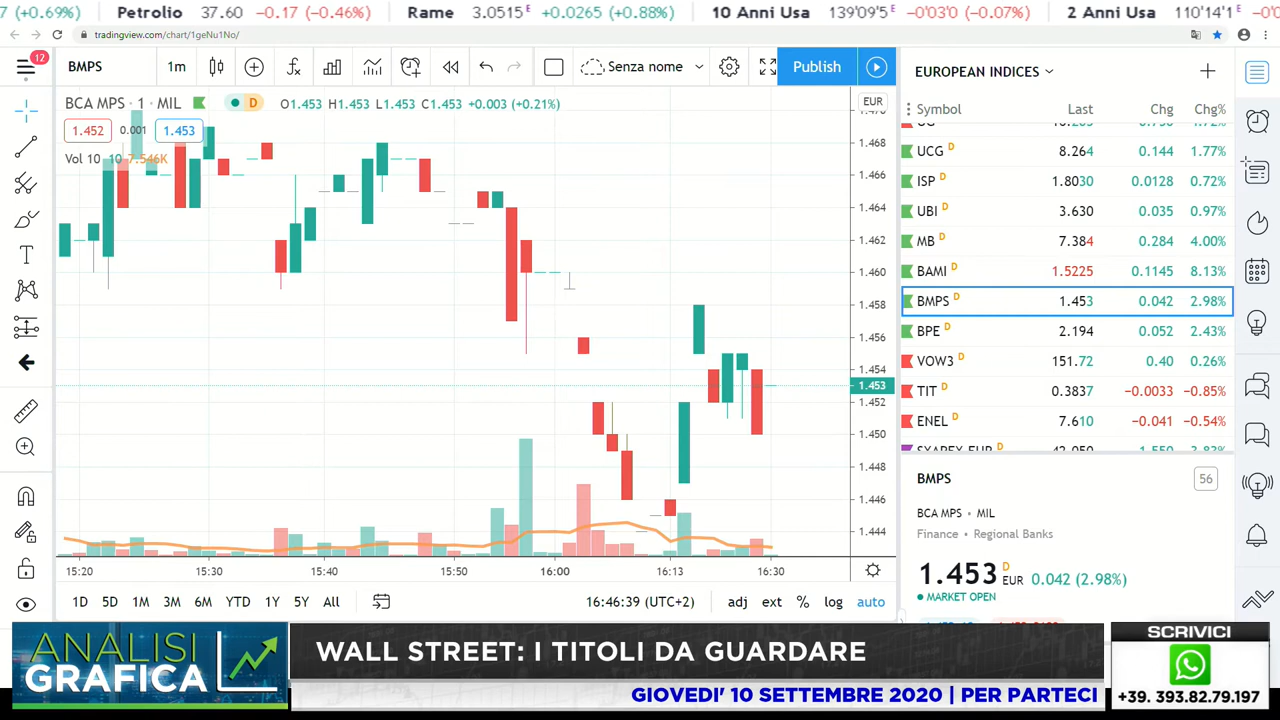 7 (+0.69%) Petrolio 37.60 −0.17 (−0.46%) Rame 3.0515 E +0.0265 (+0.88%) 10 Anni Usa 139'09'5 E −0'03'0 (−0.07%) 2 Anni Usa 110'14'1 E −0'0
tradingview.com/chart/1geNu1No/
12
BMPS 1m Senza nome Publish
BCA MPS · 1 · MIL D O1.453 H1.453 L1.453 C1.453 +0.003 (+0.21%)
1.452 0.001 1.453
Vol 10 10 7.546K
EUR
1.470
1.468
1.466
1.464
1.462
1.460
1.458
1.456
1.454
1.453
1.452
1.450
1.448
1.446
1.444
15:20 15:30 15:40 15:50 16:00 16:13 16:30
1D 5D 1M 3M 6M YTD 1Y 5Y All
16:46:39 (UTC+2) adj ext % log auto
EUROPEAN INDICES
Symbol Last Chg Chg%
UCG D 8.264 0.144 1.77%
ISP D 1.8030 0.0128 0.72%
UBI D 3.630 0.035 0.97%
MB D 7.384 0.284 4.00%
BAMI D 1.5225 0.1145 8.13%
BMPS D 1.453 0.042 2.98%
BPE D 2.194 0.052 2.43%
VOW3 D 151.72 0.40 0.26%
TIT D 0.3837 −0.0033 −0.85%
ENEL D 7.610 −0.041 −0.54%
BMPS 56
BCA MPS • MIL
Finance • Regional Banks
1.453 D EUR 0.042 (2.98%)
MARKET OPEN
ANALISI
GRAFICA
WALL STREET: I TITOLI DA GUARDARE
GIOVEDI' 10 SETTEMBRE 2020 | PER PARTECI
SCRIVICI
+39. 393.82.79.197